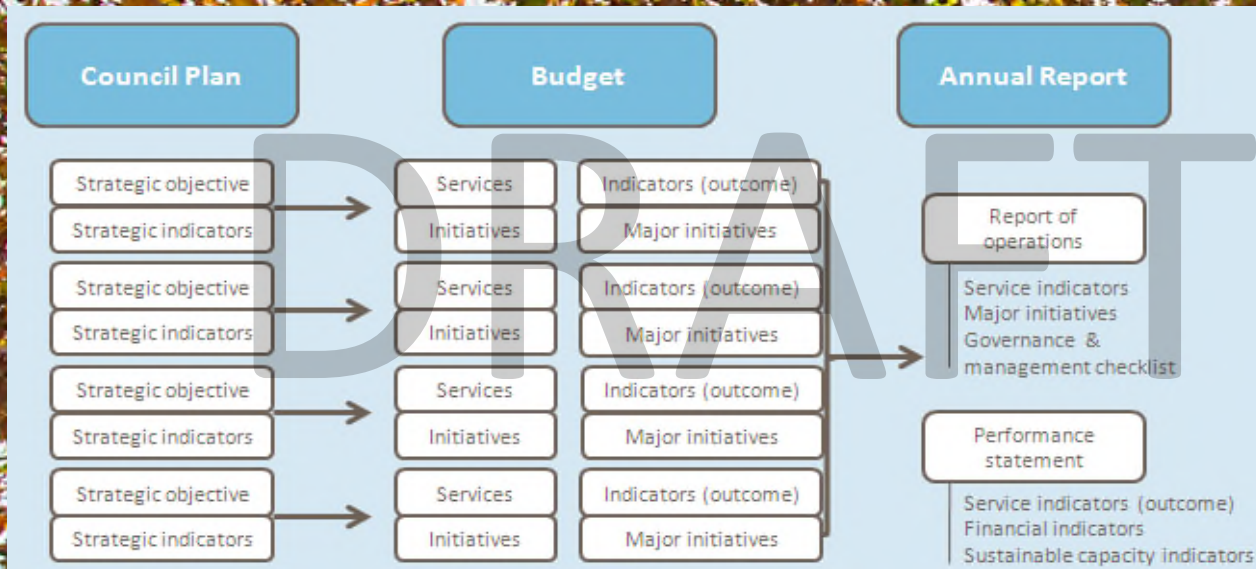 Council Plan
Budget
Annual Report
DRAFT
Strategic objective
Strategic indicators
Services
Initiatives
Indicators (outcome)
Major initiatives
Strategic objective
Strategic indicators
Services
Initiatives
Indicators (outcome)
Major initiatives
Strategic objective
Strategic indicators
Services
Initiatives
Indicators (outcome)
Major initiatives
Strategic objective
Strategic indicators
Services
Initiatives
Indicators (outcome)
Major initiatives
Report of
operations
Service indicators
Major initiatives
Governance &
management checklist
Performance
statement
Service indicators (outcome)
Financial indicators
Sustainable capacity indicators